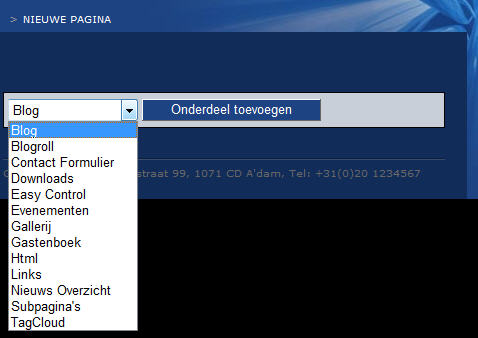 > NIEUWE PAGINA
Blog Onderdeel toevoegen
Blog
Blogroll
Contact Formulier
Downloads
straat 99, 1071 CD A'dam, Tel: +31(0)20 1234567
Easy Control
Evenementen
Gallerij
Gastenboek
Html
Links
Nieuws Overzicht
Subpagina's
TagCloud